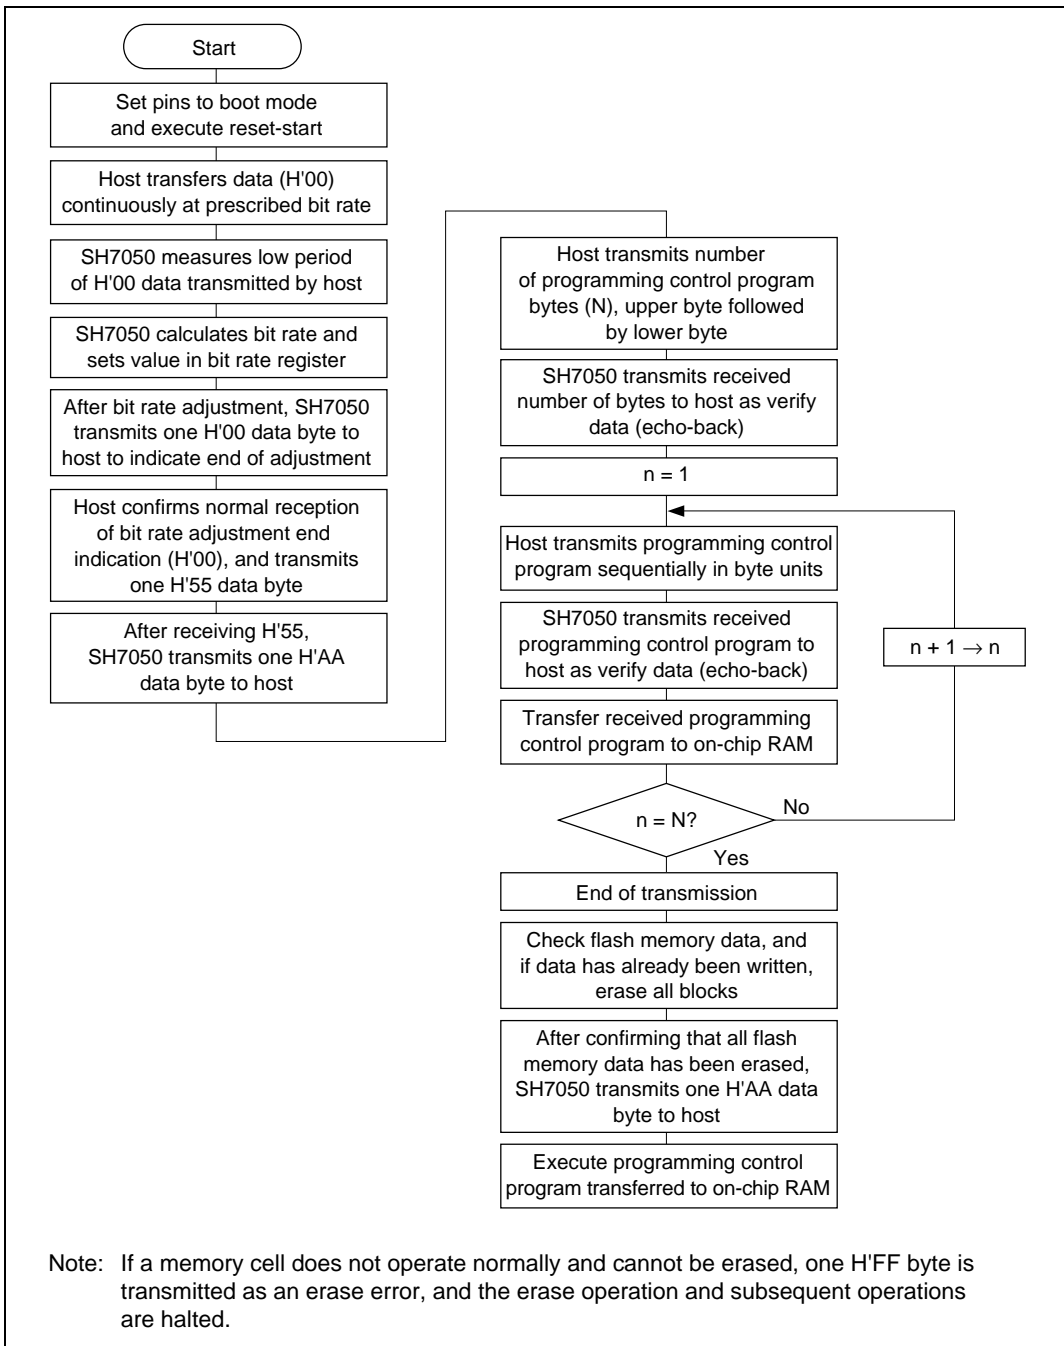 Start
Set pins to boot mode
and execute reset-start
Host transfers data (H'00)
continuously at prescribed bit rate
SH7050 measures low period
of H'00 data transmitted by host
SH7050 calculates bit rate and
sets value in bit rate register
After bit rate adjustment, SH7050
transmits one H'00 data byte to
host to indicate end of adjustment
Host confirms normal reception
of bit rate adjustment end
indication (H'00), and transmits
one H'55 data byte
After receiving H'55,
SH7050 transmits one H'AA
data byte to host
Host transmits number
of programming control program
bytes (N), upper byte followed
by lower byte
SH7050 transmits received
number of bytes to host as verify
data (echo-back)
n = 1
Host transmits programming control
program sequentially in byte units
SH7050 transmits received
programming control program to
host as verify data (echo-back)
n + 1 → n
Transfer received programming
control program to on-chip RAM
n = N?
No
Yes
End of transmission
Check flash memory data, and
if data has already been written,
erase all blocks
After confirming that all flash
memory data has been erased,
SH7050 transmits one H'AA data
byte to host
Execute programming control
program transferred to on-chip RAM
Note: If a memory cell does not operate normally and cannot be erased, one H'FF byte is
transmitted as an erase error, and the erase operation and subsequent operations
are halted.